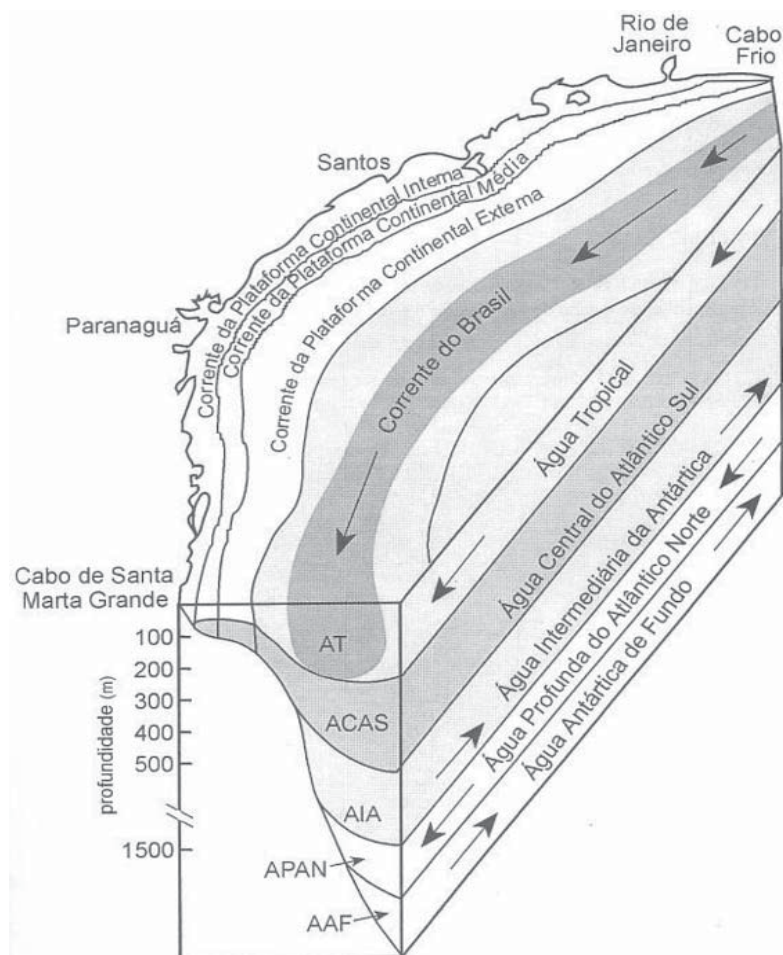 Rio de
Janeiro
Cabo
Frio
Santos
Corrente da Plataforma Continental Interna
Corrente da Plataforma Continental Média
Corrente da Plataforma Continental Externa
Paranaguá
Corrente do Brasil
Água Tropical
Água Central do Atlântico Sul
Água Intermediária da Antártica
Água Profunda do Atlântico Norte
Água Antártica de Fundo
Cabo de Santa
Marta Grande
profundidade (m)
100
200
300
400
500
1500
AT
ACAS
AIA
APAN
AAF